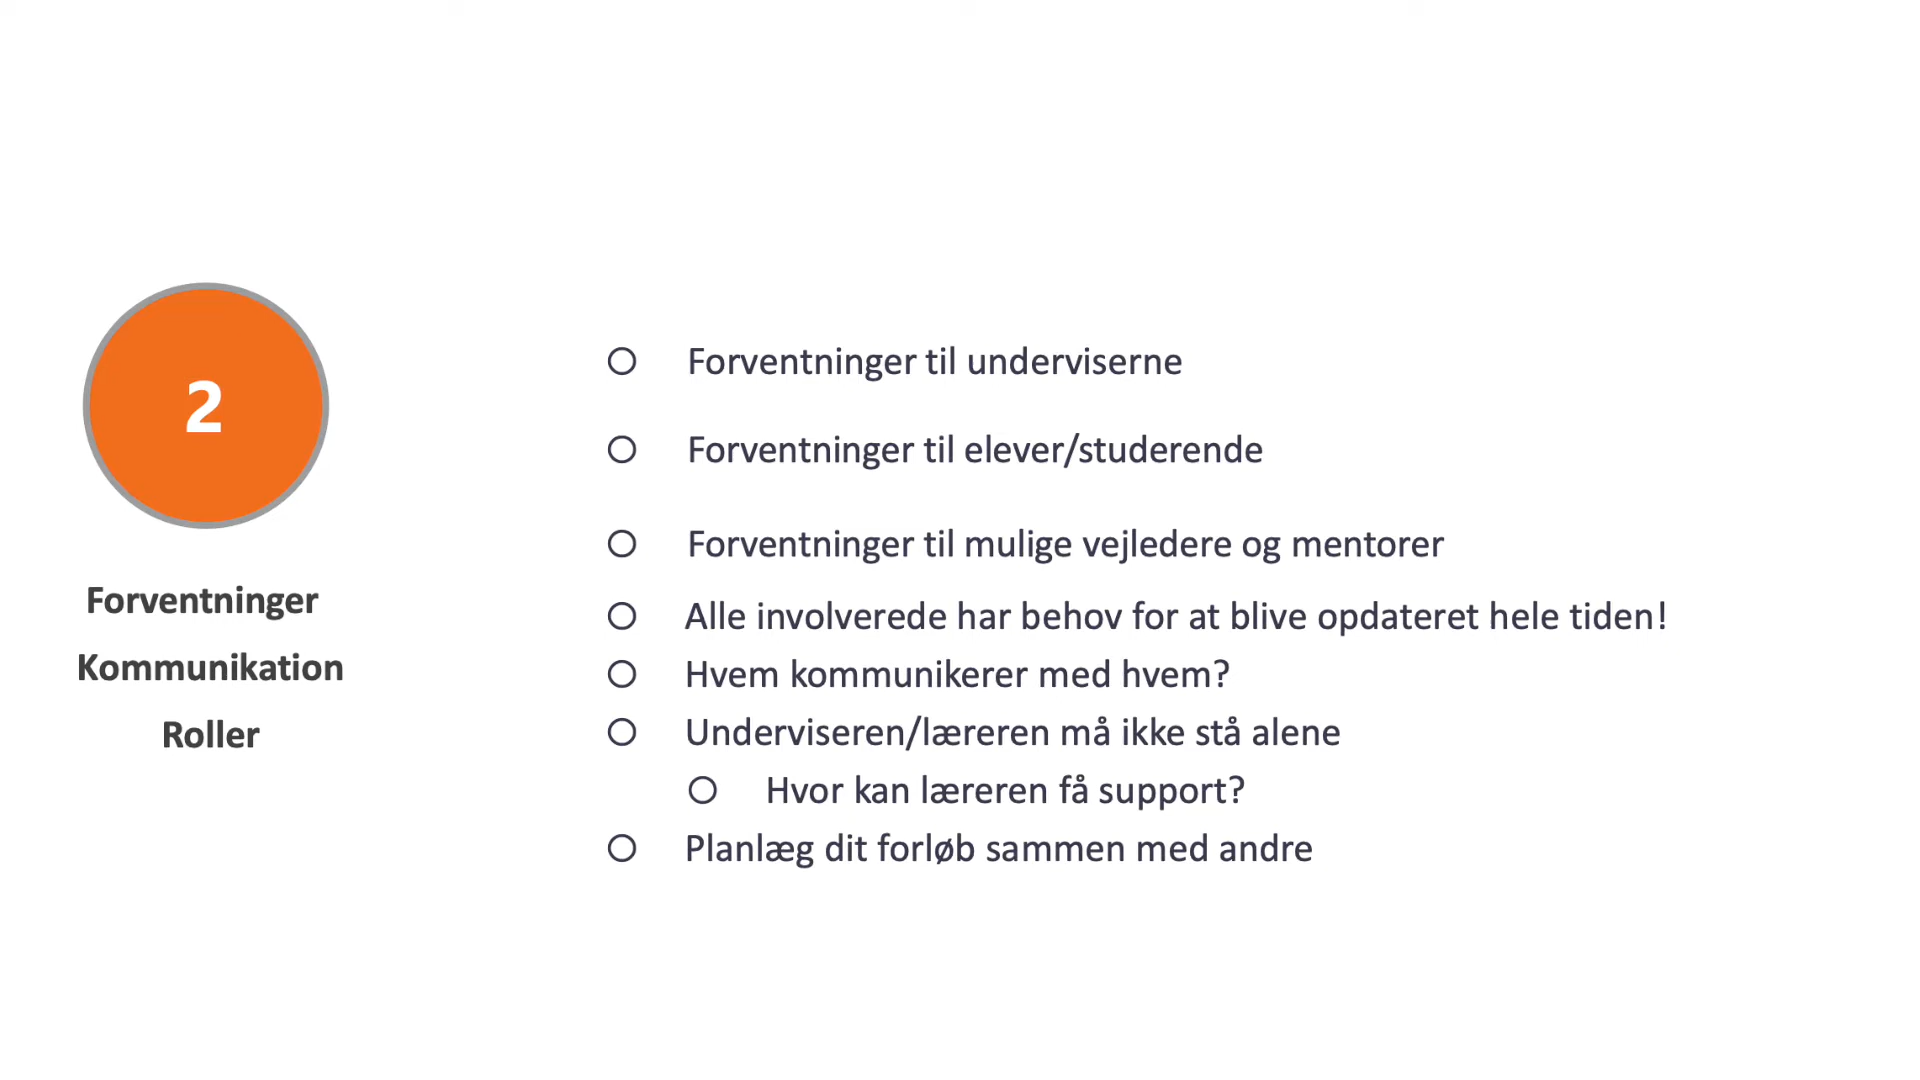 2
Forventninger
Kommunikation
Roller
Forventninger til underviserne
Forventninger til elever/studerende
Forventninger til mulige vejledere og mentorer
Alle involverede har behov for at blive opdateret hele tiden!
Hvem kommunikerer med hvem?
Underviseren/læreren må ikke stå alene
Hvor kan læreren få support?
Planlæg dit forløb sammen med andre